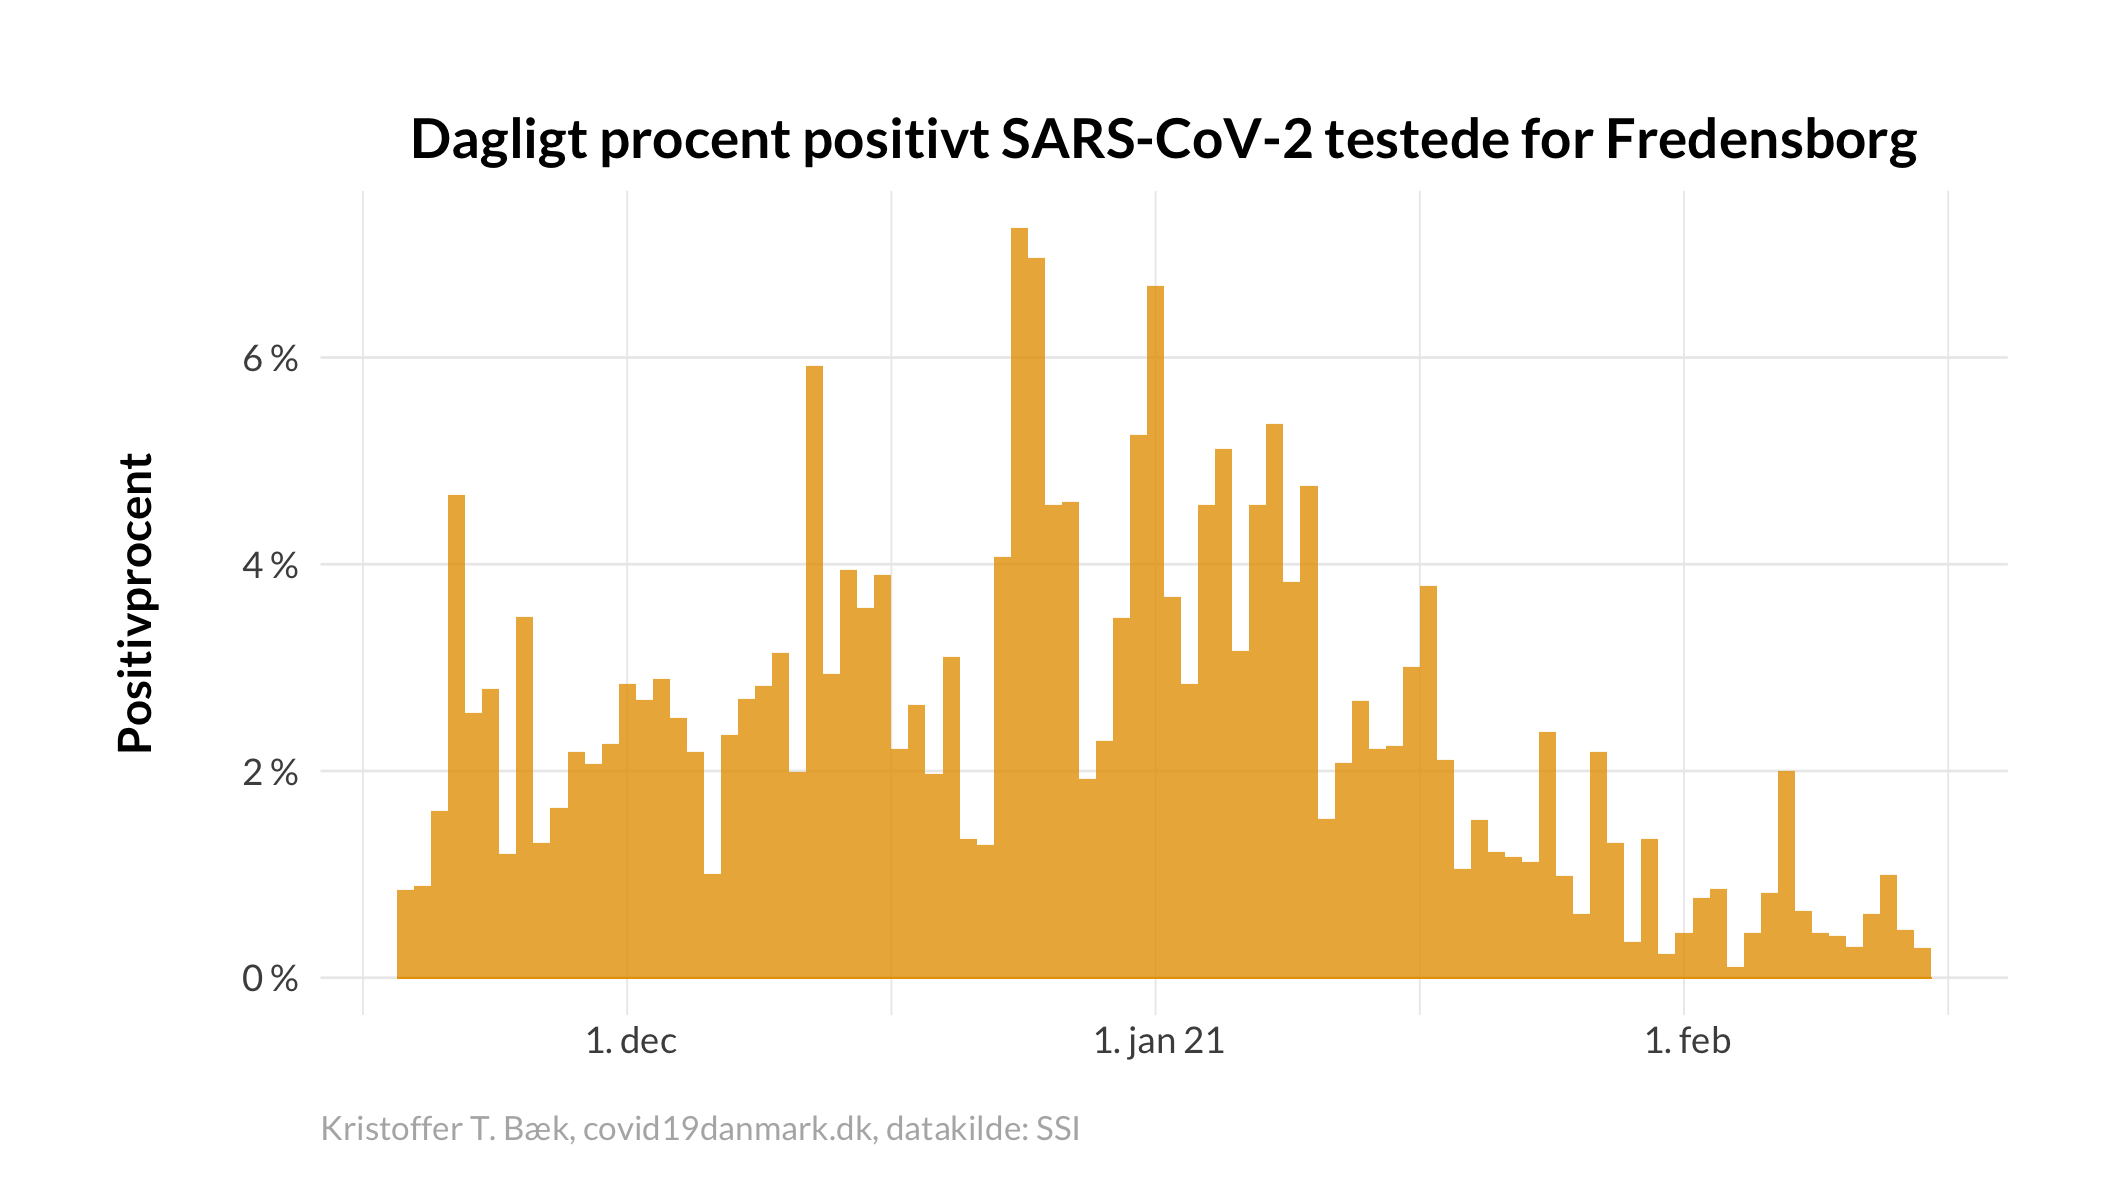 Dagligt procent positivt SARS-CoV-2 testede for Fredensborg
Positivprocent
6 %
4 %
2 %
0 %
1. dec
1. jan 21
1. feb
Kristoffer T. Bæk, covid19danmark.dk, datakilde: SSI